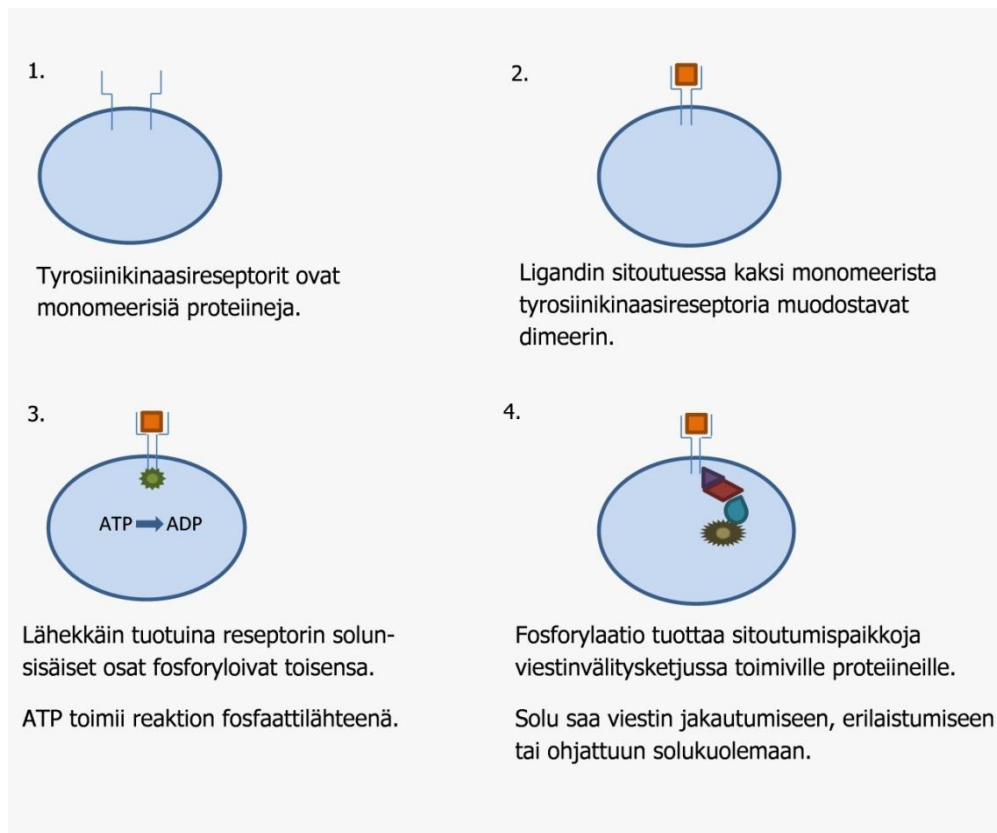 1.
Tyrosiinikinaasireseptorit ovat
monomeerisiä proteiineja.
2.
Ligandin sitoutuessa kaksi monomeerista
tyrosiinikinaasireseptoria muodostavat
dimeerin.
3.
ATP ADP
Lähekkäin tuotuina reseptorin solun-
sisäiset osat fosforyloivat toisensa.
ATP toimii reaktion fosfaattilähteenä.
4.
Fosforylaatio tuottaa sitoutumispaikkoja
viestinvälitysketjussa toimiville proteiineille.
Solu saa viestin jakautumiseen, erilaistumiseen
tai ohjattuun solukuolemaan.